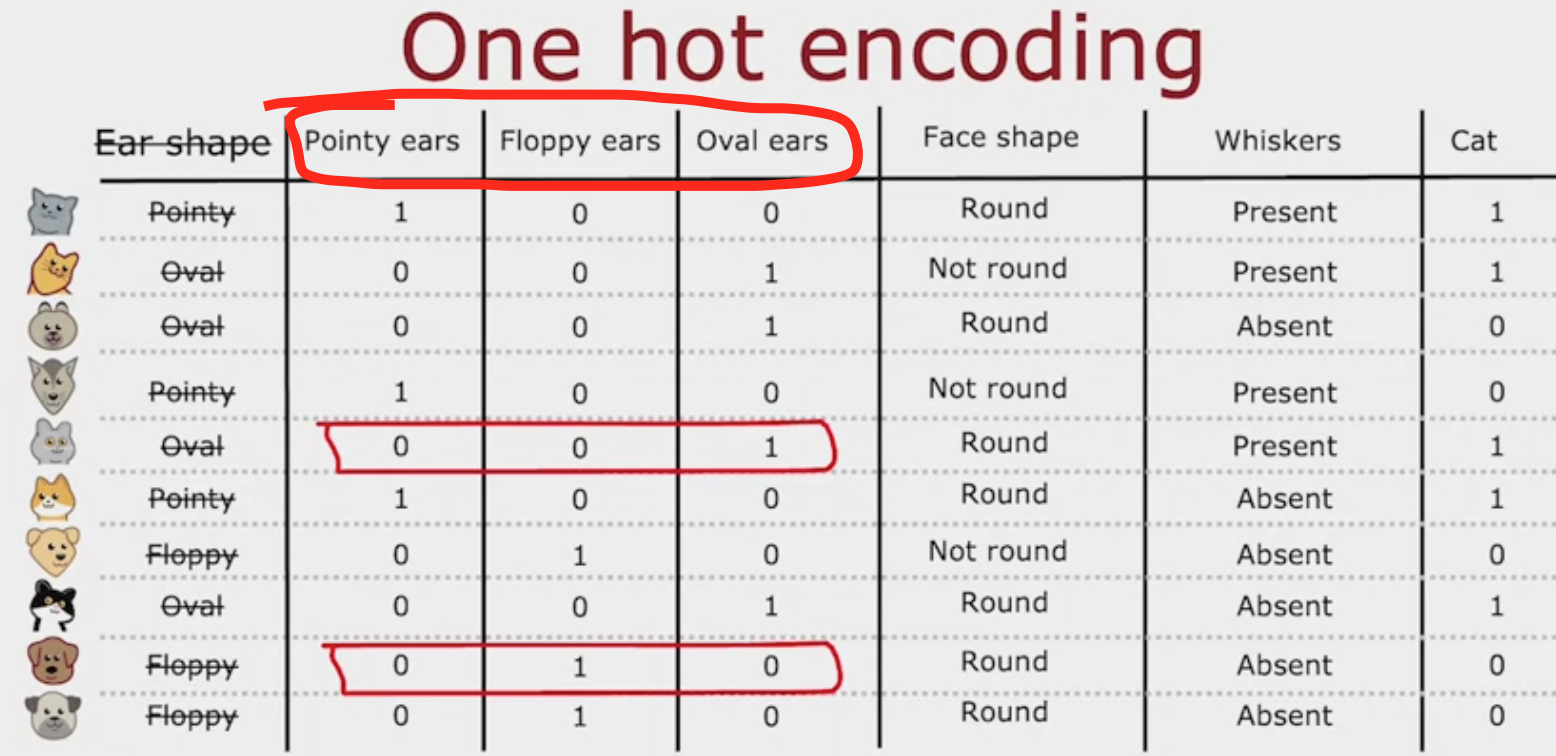 One hot encoding
Ear shape Pointy ears Floppy ears Oval ears Face shape Whiskers Cat
Pointy 1 0 0 Round Present 1
Oval 0 0 1 Not round Present 1
Oval 0 0 1 Round Absent 0
Pointy 1 0 0 Not round Present 0
Oval 0 0 1 Round Present 1
Pointy 1 0 0 Round Absent 1
Floppy 0 1 0 Not round Absent 0
Oval 0 0 1 Round Absent 1
Floppy 0 1 0 Round Absent 0
Floppy 0 1 0 Round Absent 0